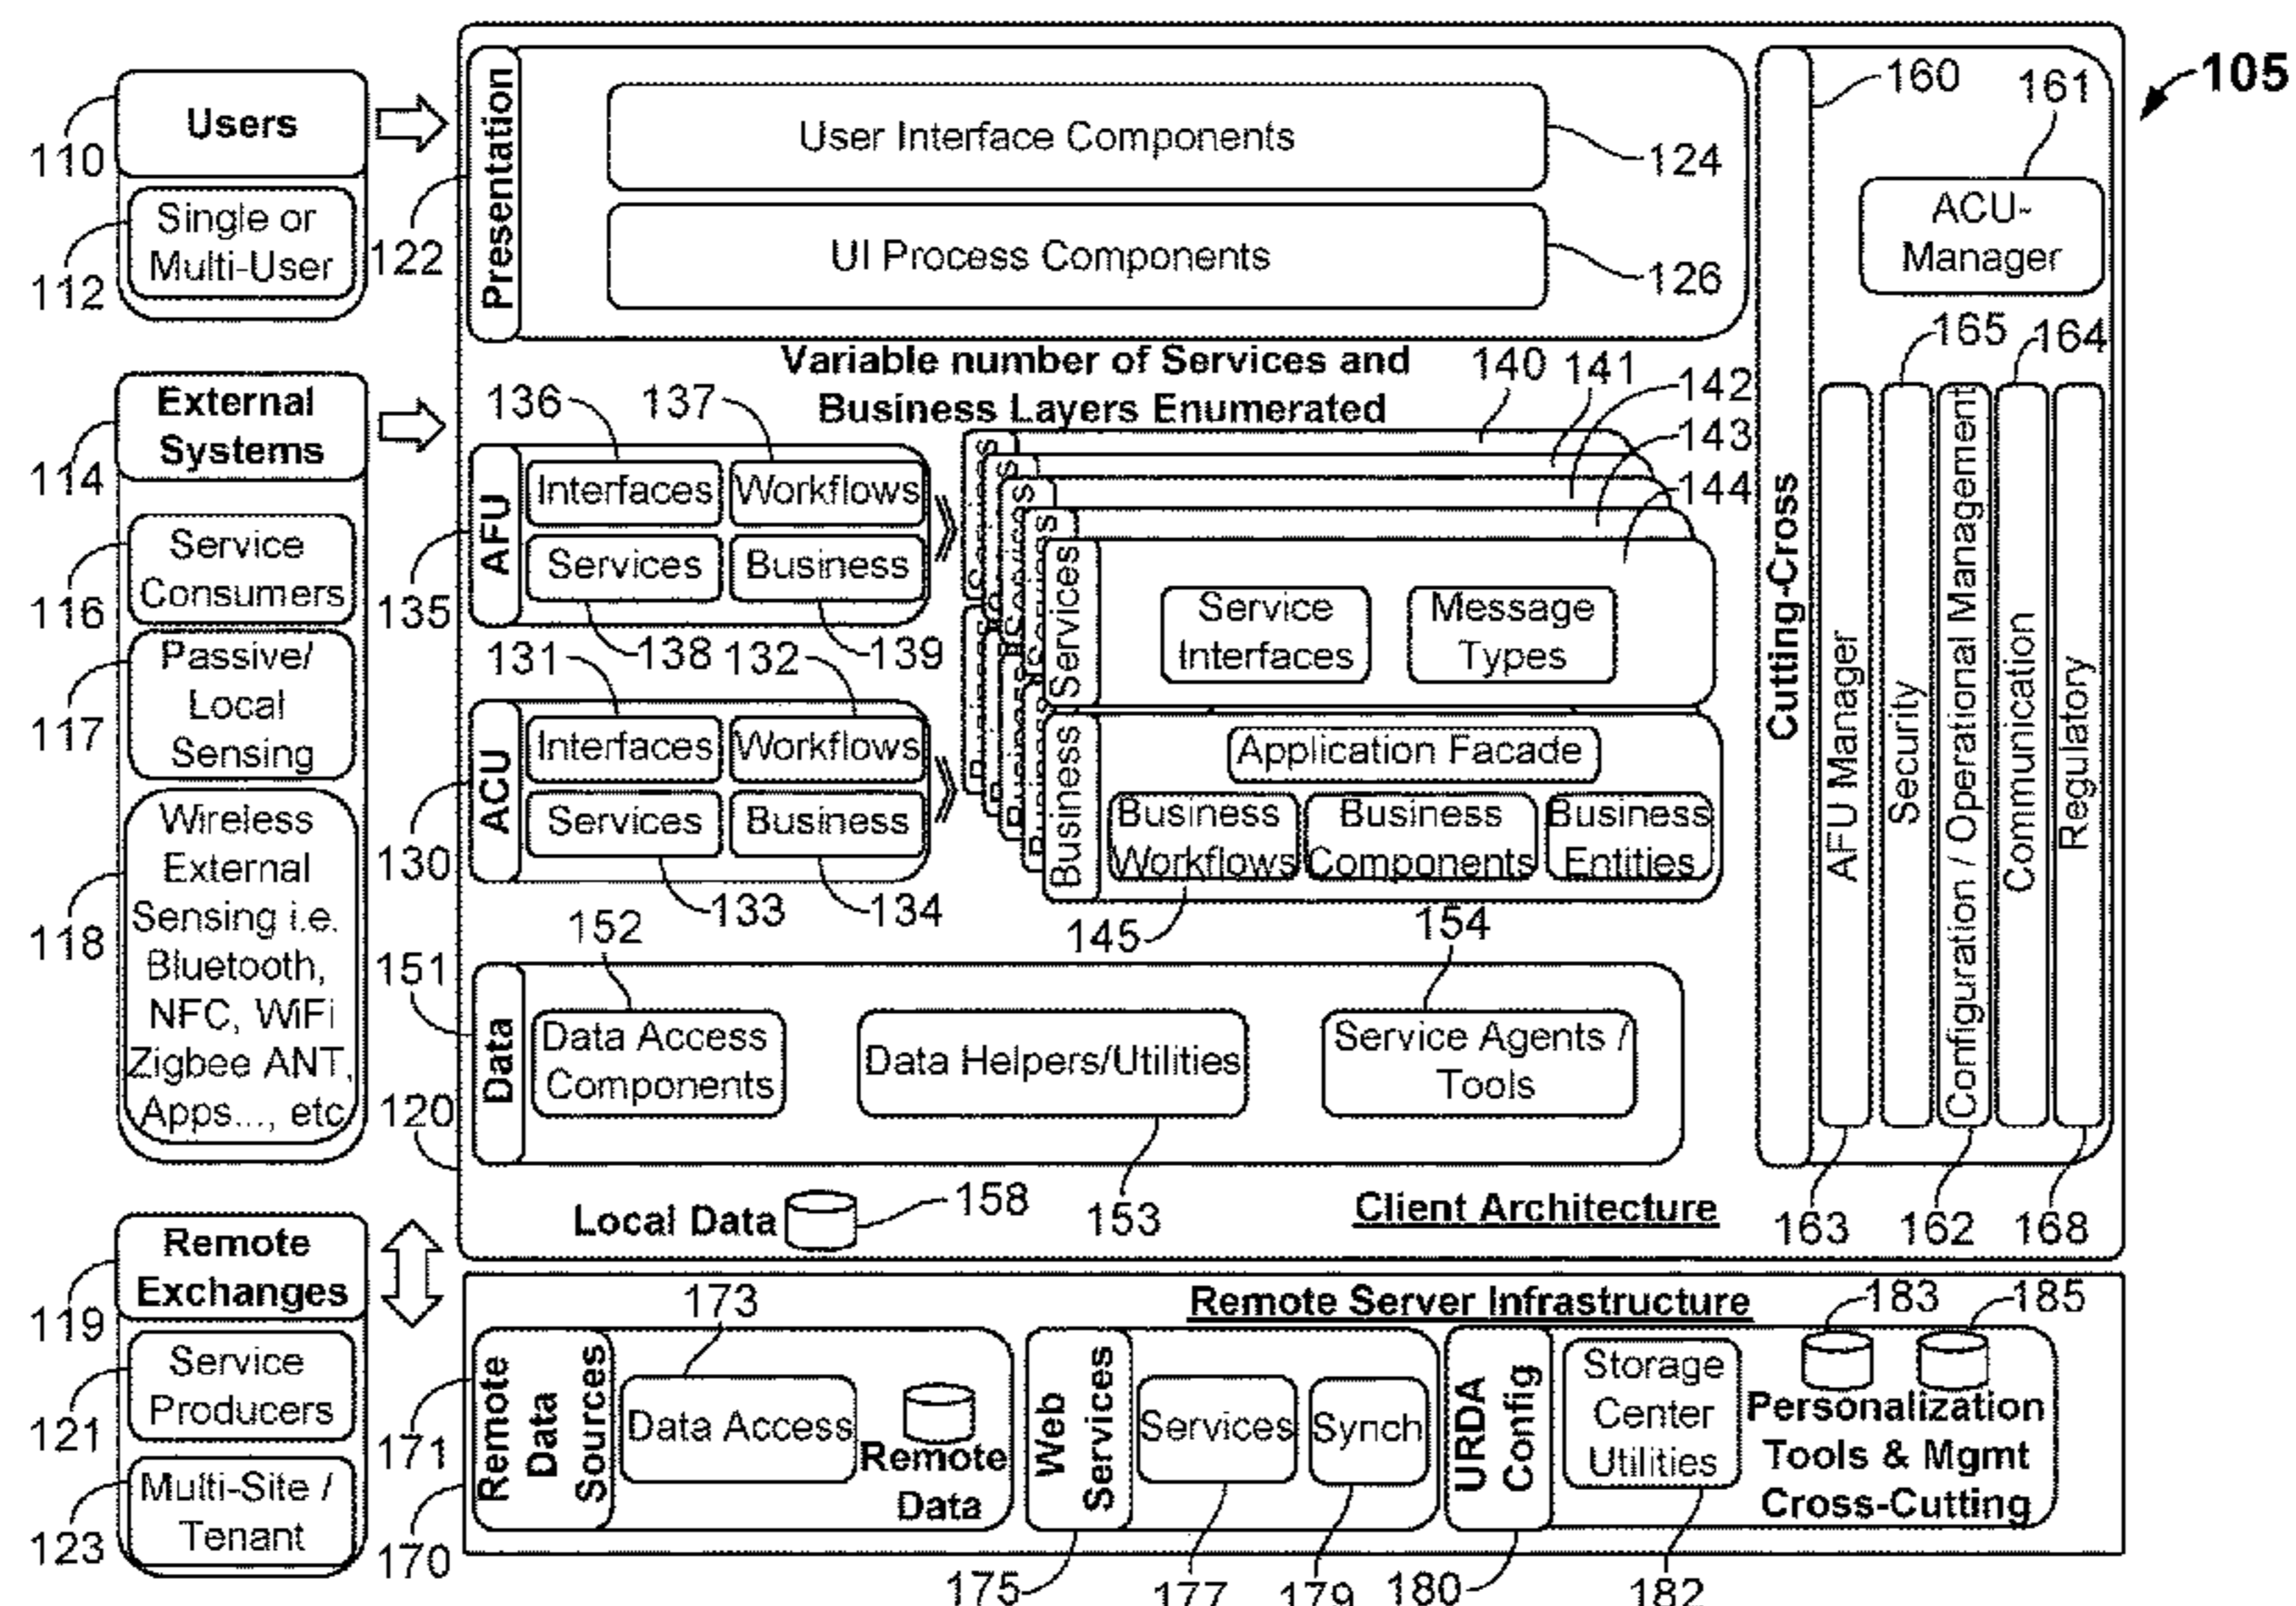 105
110
Users
112
Single or
Multi-User
114
External
Systems
116
Service
Consumers
117
Passive/
Local
Sensing
118
Wireless
External
Sensing i.e.
Bluetooth,
NFC, WiFi
Zigbee ANT,
Apps..., etc
119
Remote
Exchanges
121
Service
Producers
123
Multi-Site /
Tenant
122
Presentation
User Interface Components
124
UI Process Components
126
Variable number of Services and
Business Layers Enumerated
140
141
142
143
144
135
AFU
136
Interfaces
137
Workflows
138
Services
139
Business
130
ACU
131
Interfaces
132
Workflows
133
Services
134
Business
Services
Services
Services
Services
Services
Service
Interfaces
Message
Types
Business
Application Facade
Business
Workflows
Business
Components
Business
Entities
145
151
Data
152
Data Access
Components
Data Helpers/Utilities
153
154
Service Agents /
Tools
120
Local Data
158
Client Architecture
160
Cutting-Cross
161
ACU-
Manager
165
164
AFU Manager
Security
Configuration / Operational Management
Communication
Regulatory
163
162
168
Remote Server Infrastructure
170
171
Remote
Data
Sources
173
Data Access
Remote
Data
175
Web
Services
Services
177
Synch
179
180
URDA
Config
Storage
Center
Utilities
182
183
185
Personalization
Tools & Mgmt
Cross-Cutting